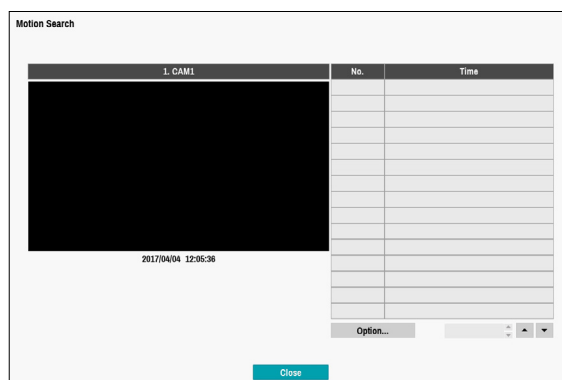 Motion Search
1. CAM1
No. Time
2017/04/04 12:05:36
Option...
Close